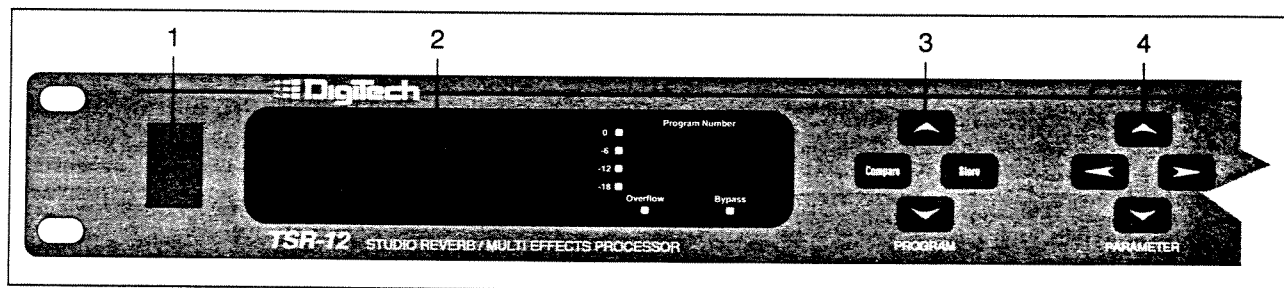 1 2 3 4
DigiTech
Program Number
0
-6
-12
-18
Overflow Bypass
Compare Store
TSR-12 STUDIO REVERB / MULTI EFFECTS PROCESSOR
PROGRAM PARAMETER